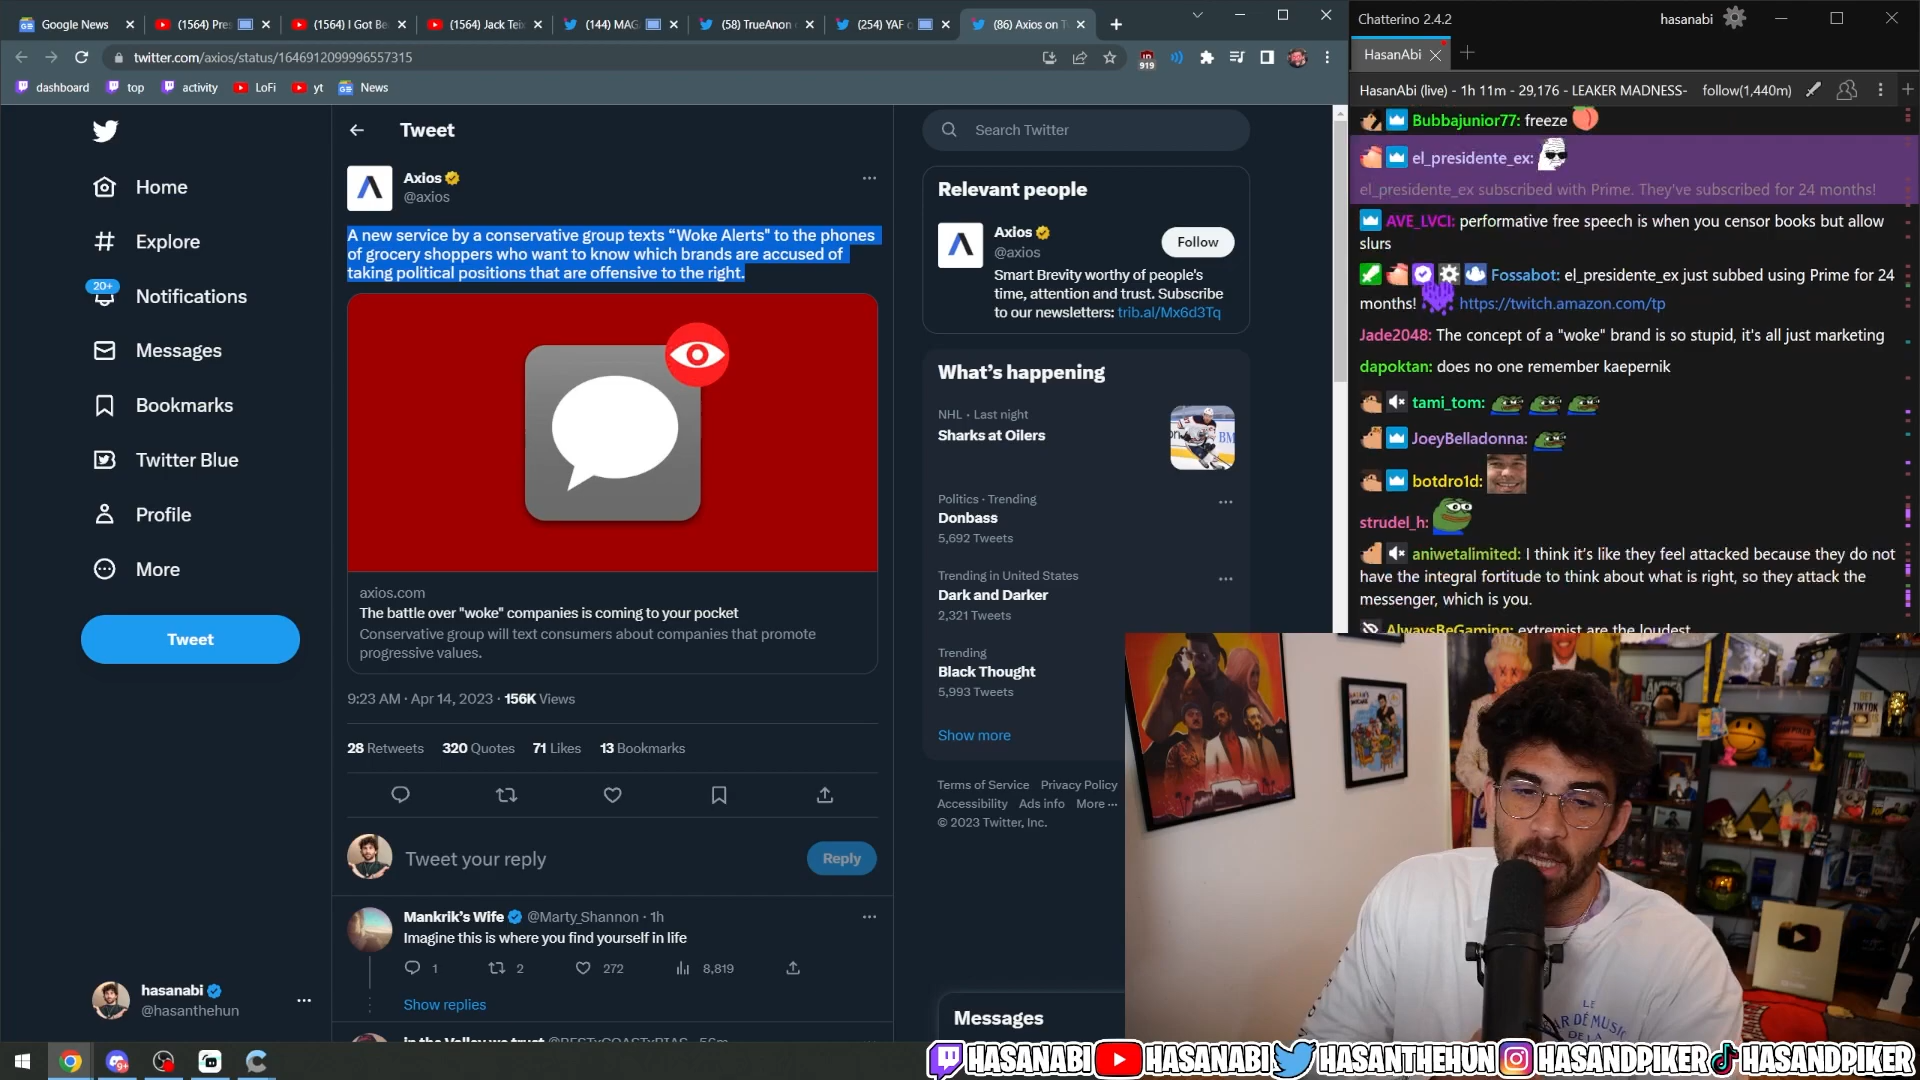 Google News
(1564) Pres
(1564) I Got Be
(1564) Jack Teix
(144) MAG
(58) TrueAnon
(254) YAF
(86) Axios on T
Chatterino 2.4.2
hasanabi
twitter.com/axios/status/1646912099996557315
919
HasanAbi
dashboard
top
activity
LoFi
yt
News
HasanAbi (live) - 1h 11m - 29,176 - LEAKER MADNESS-
follow(1,440m)
Tweet
Search Twitter
Home
Explore
20+
Notifications
Messages
Bookmarks
Twitter Blue
Profile
More
Tweet
hasanabi
@hasanthehun
Axios
@axios
A new service by a conservative group texts “Woke Alerts" to the phones
of grocery shoppers who want to know which brands are accused of
taking political positions that are offensive to the right.
axios.com
The battle over "woke" companies is coming to your pocket
Conservative group will text consumers about companies that promote
progressive values.
9:23 AM · Apr 14, 2023 · 156K Views
28 Retweets 320 Quotes 71 Likes 13 Bookmarks
Tweet your reply
Reply
Mankrik’s Wife @Marty_Shannon · 1h
Imagine this is where you find yourself in life
1
2
272
8,819
Show replies
Relevant people
Axios
@axios
Follow
Smart Brevity worthy of people's
time, attention and trust. Subscribe
to our newsletters: trib.al/Mx6d3Tq
What’s happening
NHL · Last night
Sharks at Oilers
Politics · Trending
Donbass
5,692 Tweets
Trending in United States
Dark and Darker
2,321 Tweets
Trending
Black Thought
5,993 Tweets
Show more
Terms of Service Privacy Policy
Accessibility Ads info More ···
© 2023 Twitter, Inc.
Messages
Bubbajunior77: freeze
el_presidente_ex:
el_presidente_ex subscribed with Prime. They've subscribed for 24 months!
AVE_LVCI: performative free speech is when you censor books but allow
slurs
Fossabot: el_presidente_ex just subbed using Prime for 24
months! https://twitch.amazon.com/tp
Jade2048: The concept of a "woke" brand is so stupid, it's all just marketing
dapoktan: does no one remember kaepernik
tami_tom:
JoeyBelladonna:
botdro1d:
strudel_h:
aniwetalimited: I think it’s like they feel attacked because they do not
have the integral fortitude to think about what is right, so they attack the
messenger, which is you.
AlwaysBeGaming: extremist are the loudest
HASANABI HASANABI HASANTHEHUN HASANDPIKER HASANDPIKER